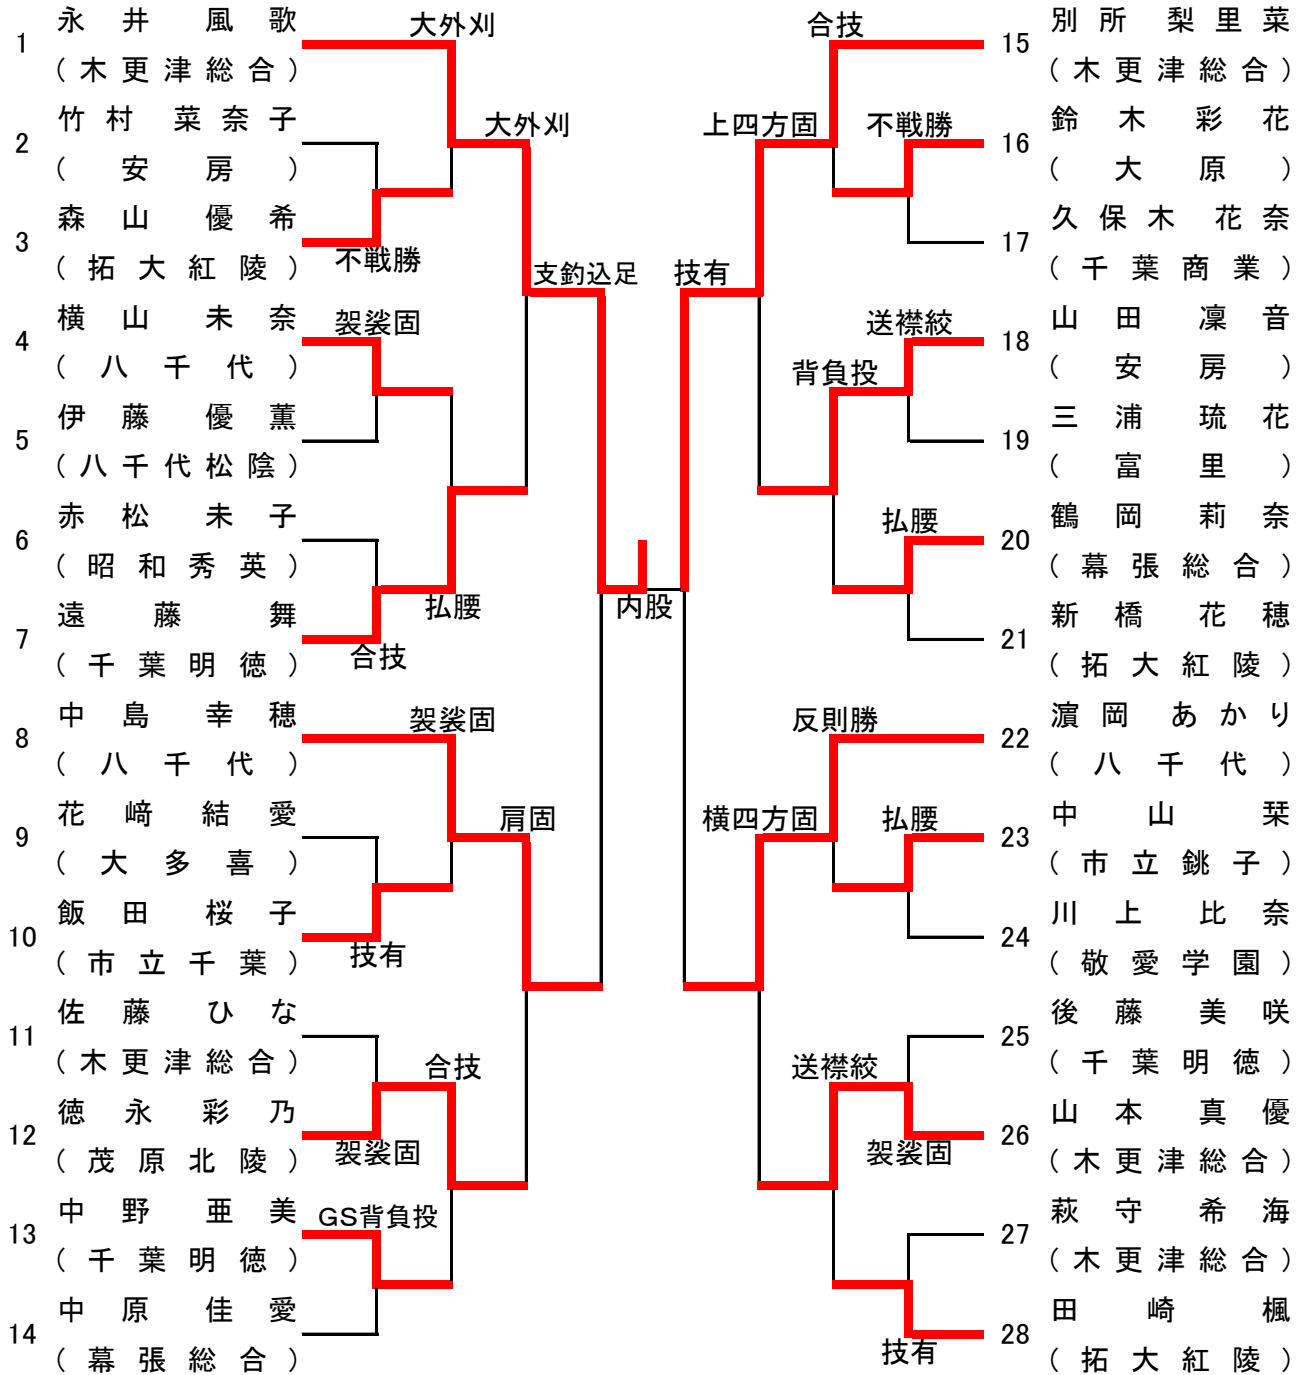 永井風歌
1
(木更津総合)
竹村菜奈子
2
(安房)
森山優希
3
(拓大紅陵)
横山未奈
4
(八千代)
伊藤優薫
5
(八千代松陰)
赤松未子
6
(昭和秀英)
遠藤舞
7
(千葉明徳)
中島幸穂
8
(八千代)
花﨑結愛
9
(大多喜)
飯田桜子
10
(市立千葉)
佐藤ひな
11
(木更津総合)
徳永彩乃
12
(茂原北陵)
中野亜美
13
(千葉明徳)
中原佳愛
14
(幕張総合)
大外刈
大外刈
不戦勝
支釣込足
袈裟固
払腰
合技
内股
袈裟固
肩固
技有
合技
袈裟固
GS背負投
合技
上四方固
不戦勝
技有
送襟絞
背負投
払腰
反則勝
横四方固
払腰
送襟絞
袈裟固
技有
別所梨里菜
15
(木更津総合)
鈴木彩花
16
(大原)
久保木花奈
17
(千葉商業)
山田凜音
18
(安房)
三浦琉花
19
(富里)
鶴岡莉奈
20
(幕張総合)
新橋花穂
21
(拓大紅陵)
濵岡あかり
22
(八千代)
中山栞
23
(市立銚子)
川上比奈
24
(敬愛学園)
後藤美咲
25
(千葉明徳)
山本真優
26
(木更津総合)
萩守希海
27
(木更津総合)
田崎楓
28
(拓大紅陵)